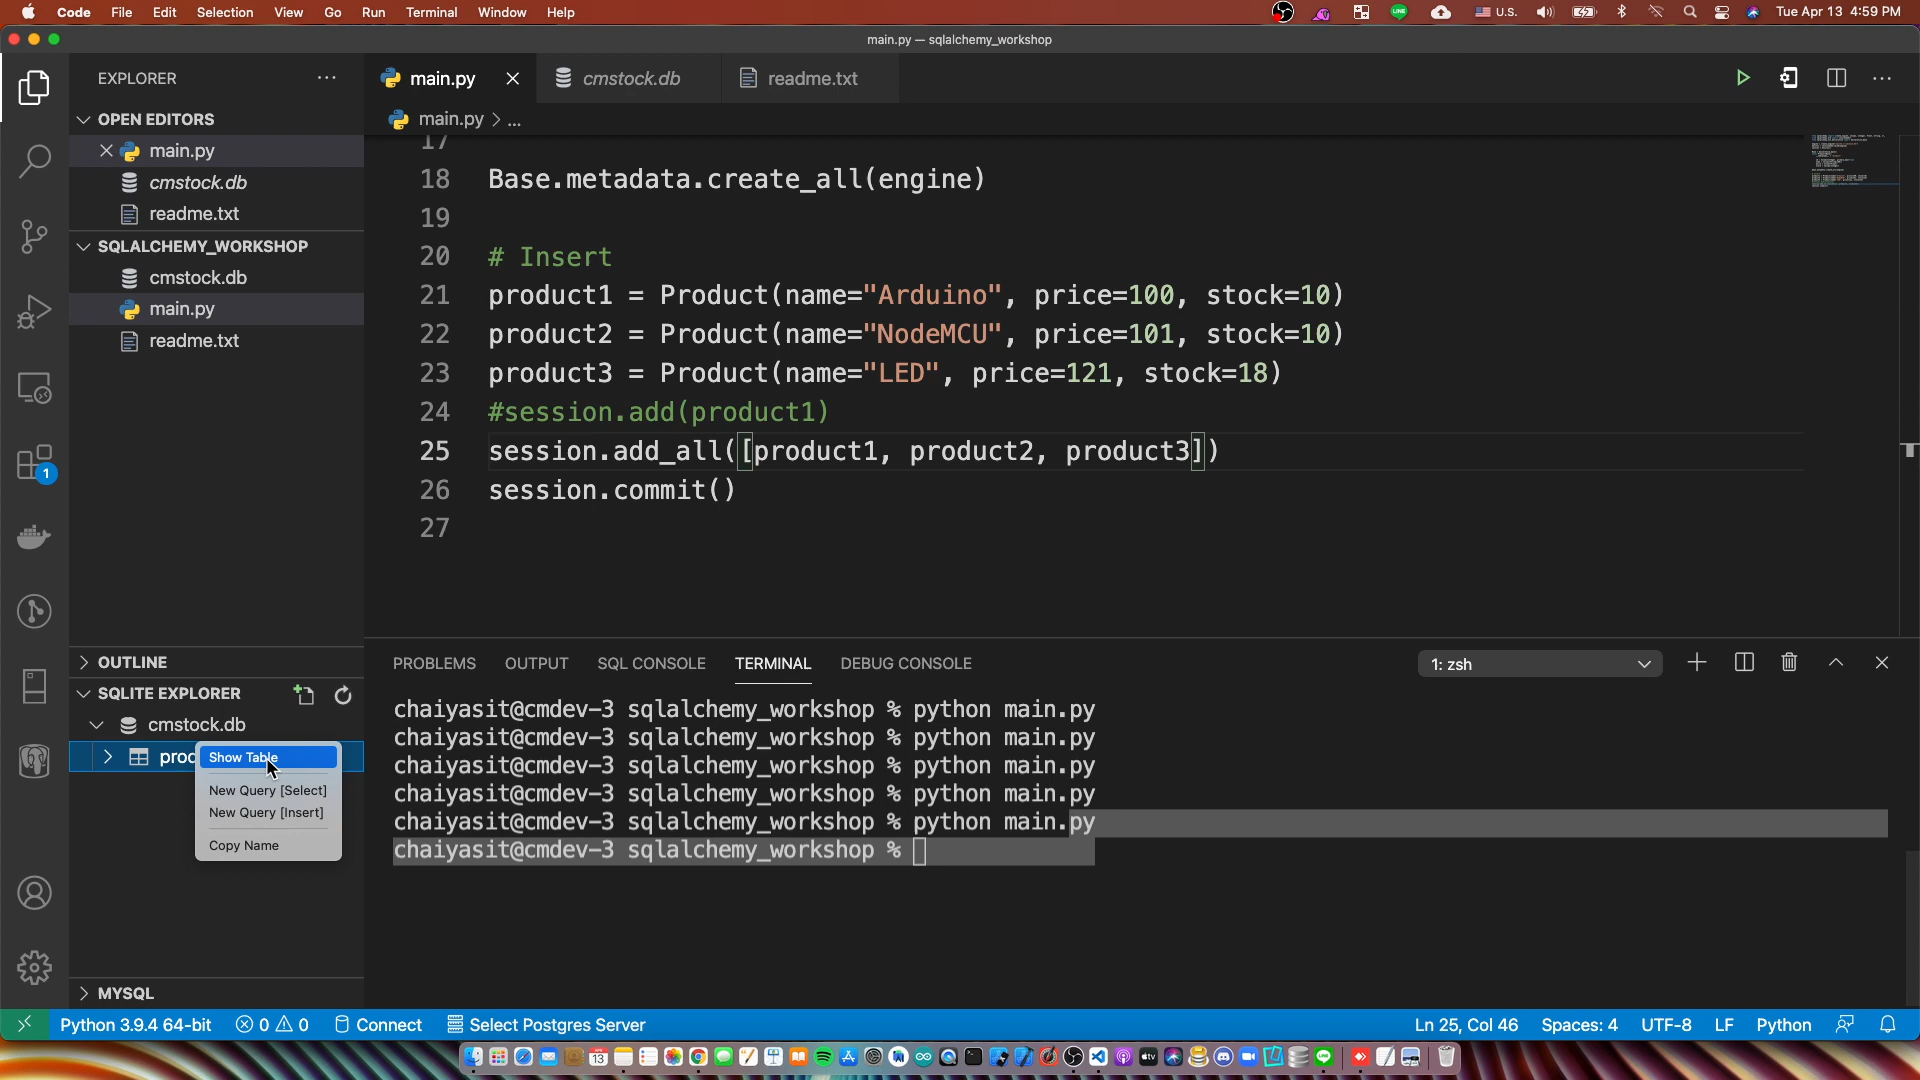 Code File Edit Selection View Go Run Terminal Window Help
U.S.
Tue Apr 13 4:59 PM
main.py — sqlalchemy_workshop
EXPLORER
main.py
cmstock.db
readme.txt
main.py > ...
OPEN EDITORS
main.py
cmstock.db
readme.txt
SQLALCHEMY_WORKSHOP
cmstock.db
main.py
readme.txt
17
18 Base.metadata.create_all(engine)
19
20 # Insert
21 product1 = Product(name="Arduino", price=100, stock=10)
22 product2 = Product(name="NodeMCU", price=101, stock=10)
23 product3 = Product(name="LED", price=121, stock=18)
24 #session.add(product1)
25 session.add_all([product1, product2, product3])
26 session.commit()
27
1
OUTLINE
SQLITE EXPLORER
cmstock.db
prod
Show Table
New Query [Select]
New Query [Insert]
Copy Name
MYSQL
PROBLEMS OUTPUT SQL CONSOLE TERMINAL DEBUG CONSOLE
1: zsh
chaiyasit@cmdev-3 sqlalchemy_workshop % python main.py
chaiyasit@cmdev-3 sqlalchemy_workshop % python main.py
chaiyasit@cmdev-3 sqlalchemy_workshop % python main.py
chaiyasit@cmdev-3 sqlalchemy_workshop % python main.py
chaiyasit@cmdev-3 sqlalchemy_workshop % python main.py
chaiyasit@cmdev-3 sqlalchemy_workshop %
Python 3.9.4 64-bit 0 0 Connect Select Postgres Server
Ln 25, Col 46 Spaces: 4 UTF-8 LF Python
13